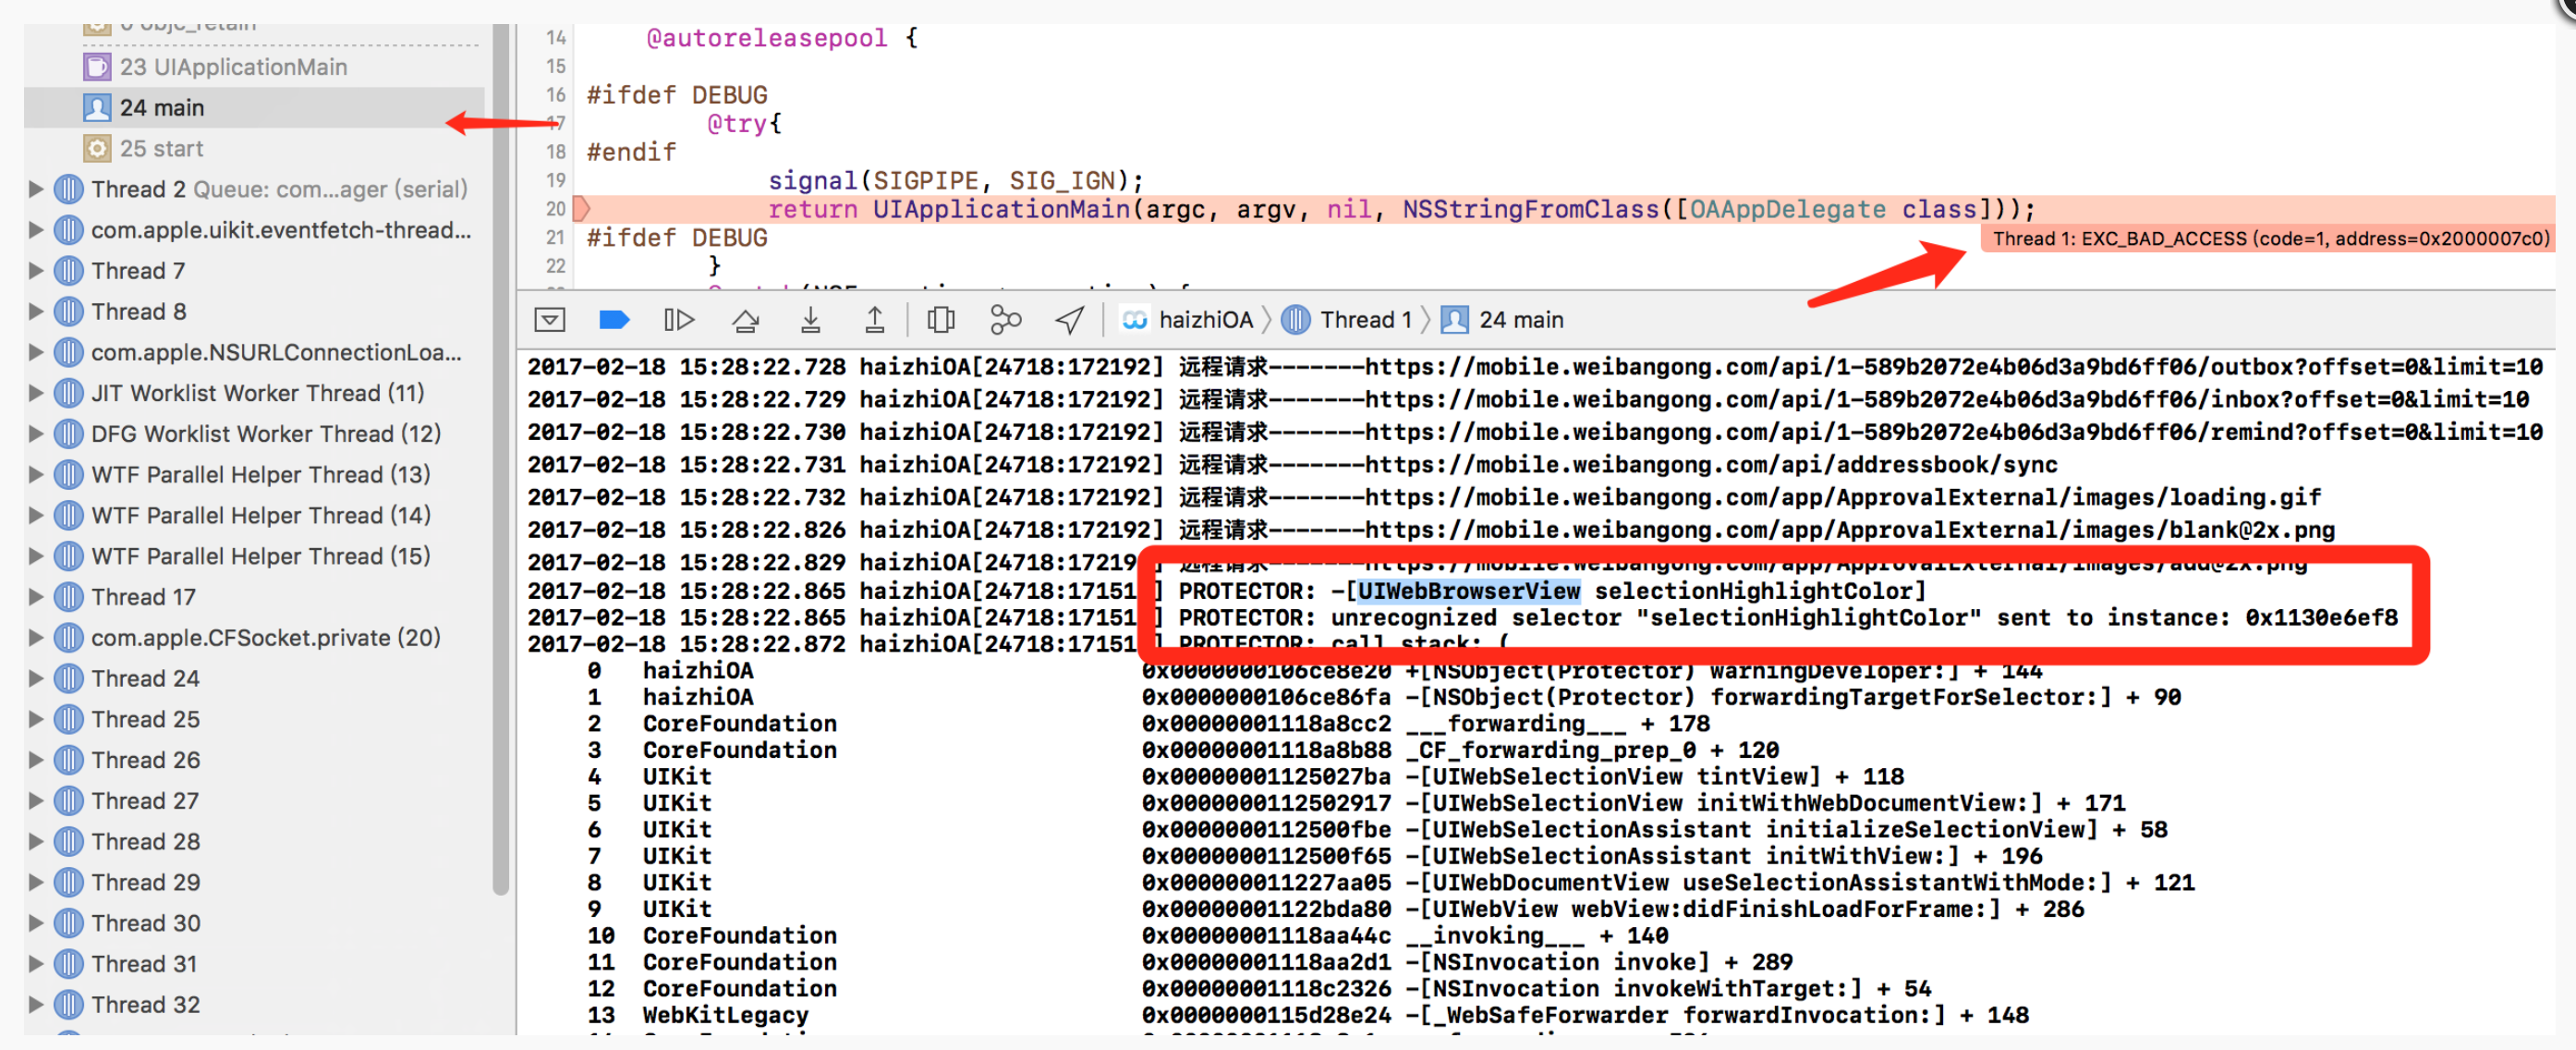 0 objc_retain
23 UIApplicationMain
24 main
25 start
Thread 2 Queue: com...ager (serial)
com.apple.uikit.eventfetch-thread...
Thread 7
Thread 8
com.apple.NSURLConnectionLoa...
JIT Worklist Worker Thread (11)
DFG Worklist Worker Thread (12)
WTF Parallel Helper Thread (13)
WTF Parallel Helper Thread (14)
WTF Parallel Helper Thread (15)
Thread 17
com.apple.CFSocket.private (20)
Thread 24
Thread 25
Thread 26
Thread 27
Thread 28
Thread 29
Thread 30
Thread 31
Thread 32
14 @autoreleasepool {
15
16 #ifdef DEBUG
17 @try{
18 #endif
19 signal(SIGPIPE, SIG_IGN);
20 return UIApplicationMain(argc, argv, nil, NSStringFromClass([OAAppDelegate class]));
21 #ifdef DEBUG
Thread 1: EXC_BAD_ACCESS (code=1, address=0x2000007c0)
22 }
haizhiOA 〉 Thread 1 〉 24 main
2017-02-18 15:28:22.728 haizhiOA[24718:172192] 远程请求-------https://mobile.weibangong.com/api/1-589b2072e4b06d3a9bd6ff06/outbox?offset=0&limit=10
2017-02-18 15:28:22.729 haizhiOA[24718:172192] 远程请求-------https://mobile.weibangong.com/api/1-589b2072e4b06d3a9bd6ff06/inbox?offset=0&limit=10
2017-02-18 15:28:22.730 haizhiOA[24718:172192] 远程请求-------https://mobile.weibangong.com/api/1-589b2072e4b06d3a9bd6ff06/remind?offset=0&limit=10
2017-02-18 15:28:22.731 haizhiOA[24718:172192] 远程请求-------https://mobile.weibangong.com/api/addressbook/sync
2017-02-18 15:28:22.732 haizhiOA[24718:172192] 远程请求-------https://mobile.weibangong.com/app/ApprovalExternal/images/loading.gif
2017-02-18 15:28:22.826 haizhiOA[24718:172192] 远程请求-------https://mobile.weibangong.com/app/ApprovalExternal/images/blank@2x.png
2017-02-18 15:28:22.829 haizhiOA[24718:17219 ] 远程请求-------https://mobile.weibangong.com/app/ApprovalExternal/images/add@2x.png
2017-02-18 15:28:22.865 haizhiOA[24718:17151 ] PROTECTOR: -[UIWebBrowserView selectionHighlightColor]
2017-02-18 15:28:22.865 haizhiOA[24718:17151 ] PROTECTOR: unrecognized selector "selectionHighlightColor" sent to instance: 0x1130e6ef8
2017-02-18 15:28:22.872 haizhiOA[24718:17151 ] PROTECTOR: call stack: (
0 haizhiOA 0x0000000106ce8e20 +[NSObject(Protector) warningDeveloper:] + 144
1 haizhiOA 0x0000000106ce86fa -[NSObject(Protector) forwardingTargetForSelector:] + 90
2 CoreFoundation 0x00000001118a8cc2 ___forwarding___ + 178
3 CoreFoundation 0x00000001118a8b88 _CF_forwarding_prep_0 + 120
4 UIKit 0x00000001125027ba -[UIWebSelectionView tintView] + 118
5 UIKit 0x0000000112502917 -[UIWebSelectionView initWithWebDocumentView:] + 171
6 UIKit 0x0000000112500fbe -[UIWebSelectionAssistant initializeSelectionView] + 58
7 UIKit 0x0000000112500f65 -[UIWebSelectionAssistant initWithView:] + 196
8 UIKit 0x000000011227aa05 -[UIWebDocumentView useSelectionAssistantWithMode:] + 121
9 UIKit 0x00000001122bda80 -[UIWebView webView:didFinishLoadForFrame:] + 286
10 CoreFoundation 0x00000001118aa44c __invoking___ + 140
11 CoreFoundation 0x00000001118aa2d1 -[NSInvocation invoke] + 289
12 CoreFoundation 0x00000001118c2326 -[NSInvocation invokeWithTarget:] + 54
13 WebKitLegacy 0x0000000115d28e24 -[_WebSafeForwarder forwardInvocation:] + 148